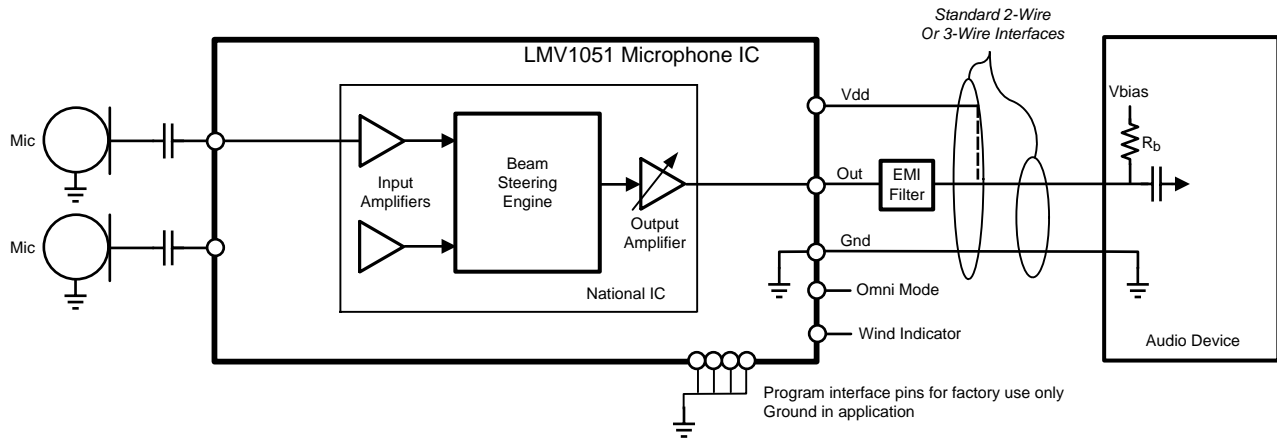 Standard 2-Wire
Or 3-Wire Interfaces
LMV1051 Microphone IC
Vdd
Vbias
Mic
Rb
Input
Amplifiers
Beam
Steering
Engine
Out
EMI
Filter
Output
Amplifier
Mic
Gnd
National IC
Omni Mode
Wind Indicator
Audio Device
Program interface pins for factory use only
Ground in application